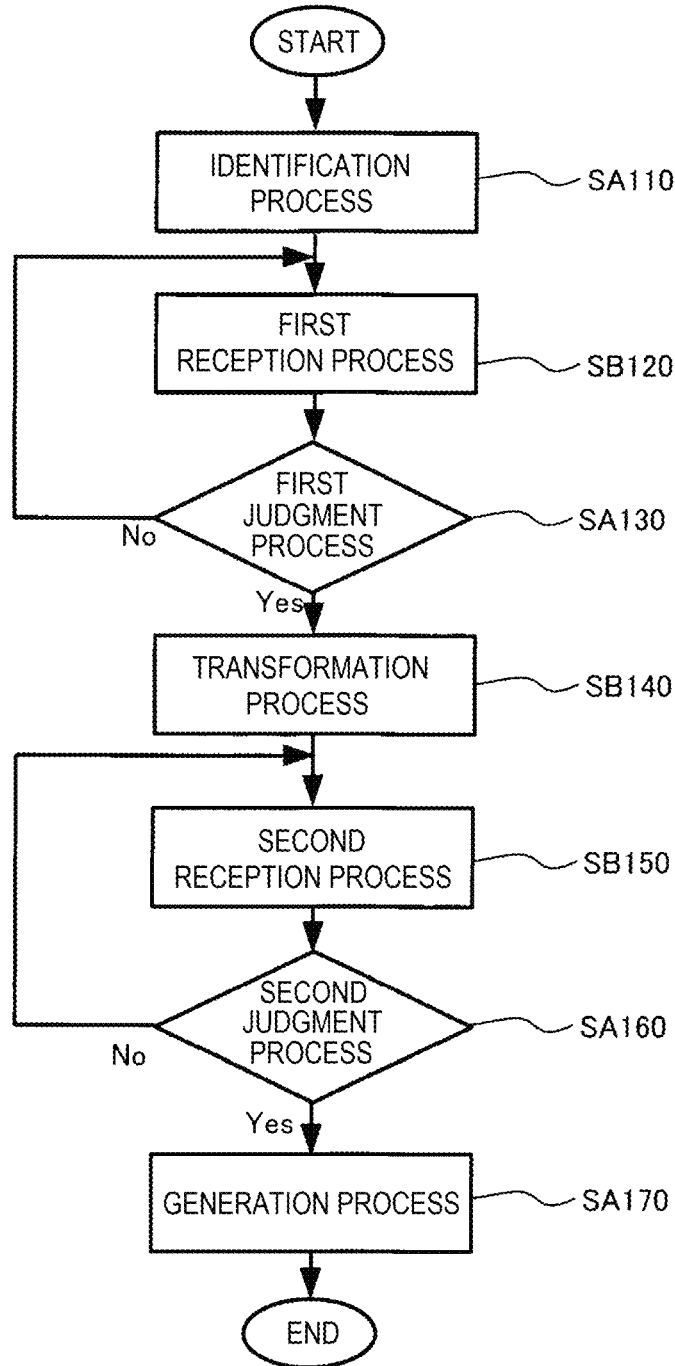 START
IDENTIFICATION
PROCESS
SA110
FIRST
RECEPTION PROCESS
SB120
FIRST
JUDGMENT
PROCESS
SA130
No
Yes
TRANSFORMATION
PROCESS
SB140
SECOND
RECEPTION PROCESS
SB150
SECOND
JUDGMENT
PROCESS
SA160
No
Yes
GENERATION PROCESS
SA170
END